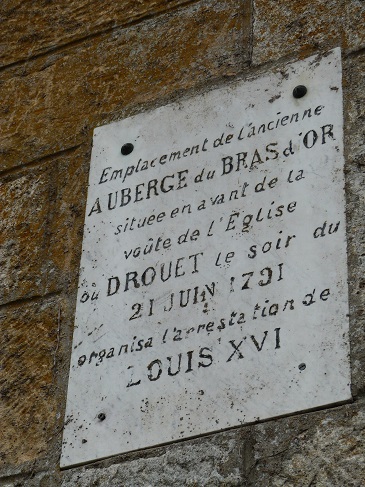 Emplacement de l'ancienne
AUBERGE du BRAS d'OR
située en avant de la
voûte de l'Église
où DROUET le soir du
21 JUIN 1791
organisa l'arrestation de
LOUIS XVI